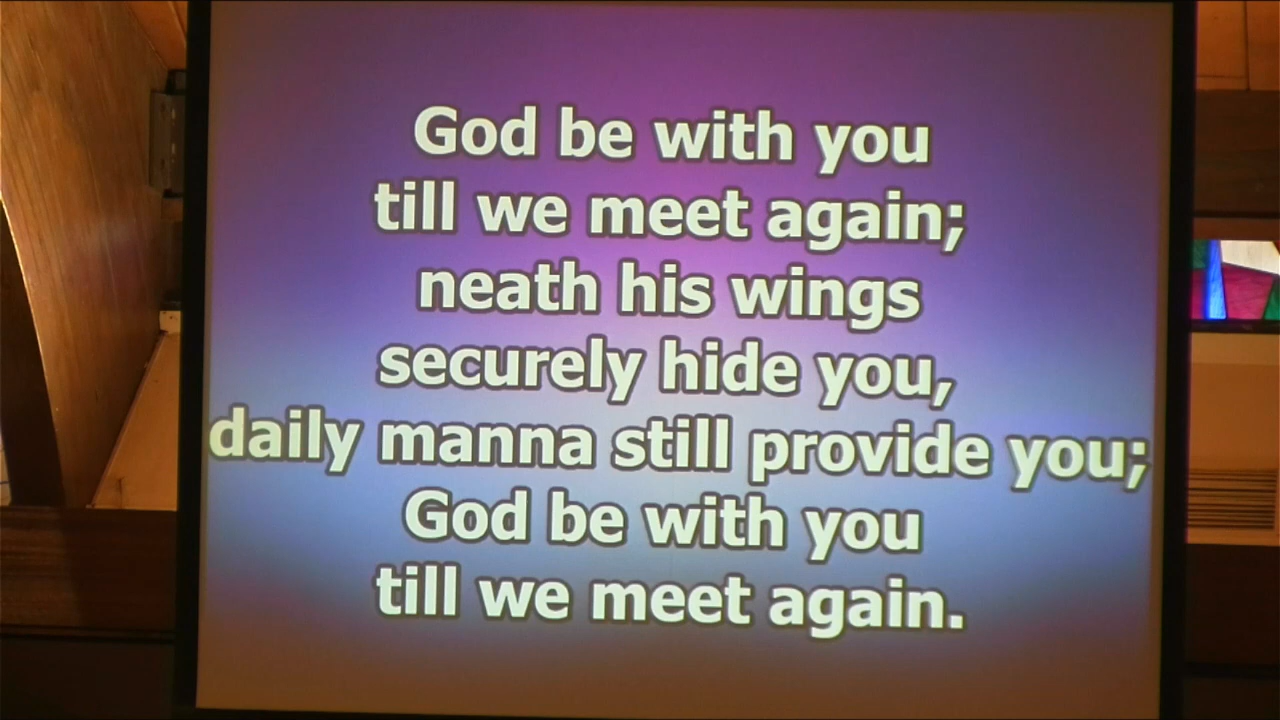 God be with you
till we meet again;
neath his wings
securely hide you,
daily manna still provide you;
God be with you
till we meet again.